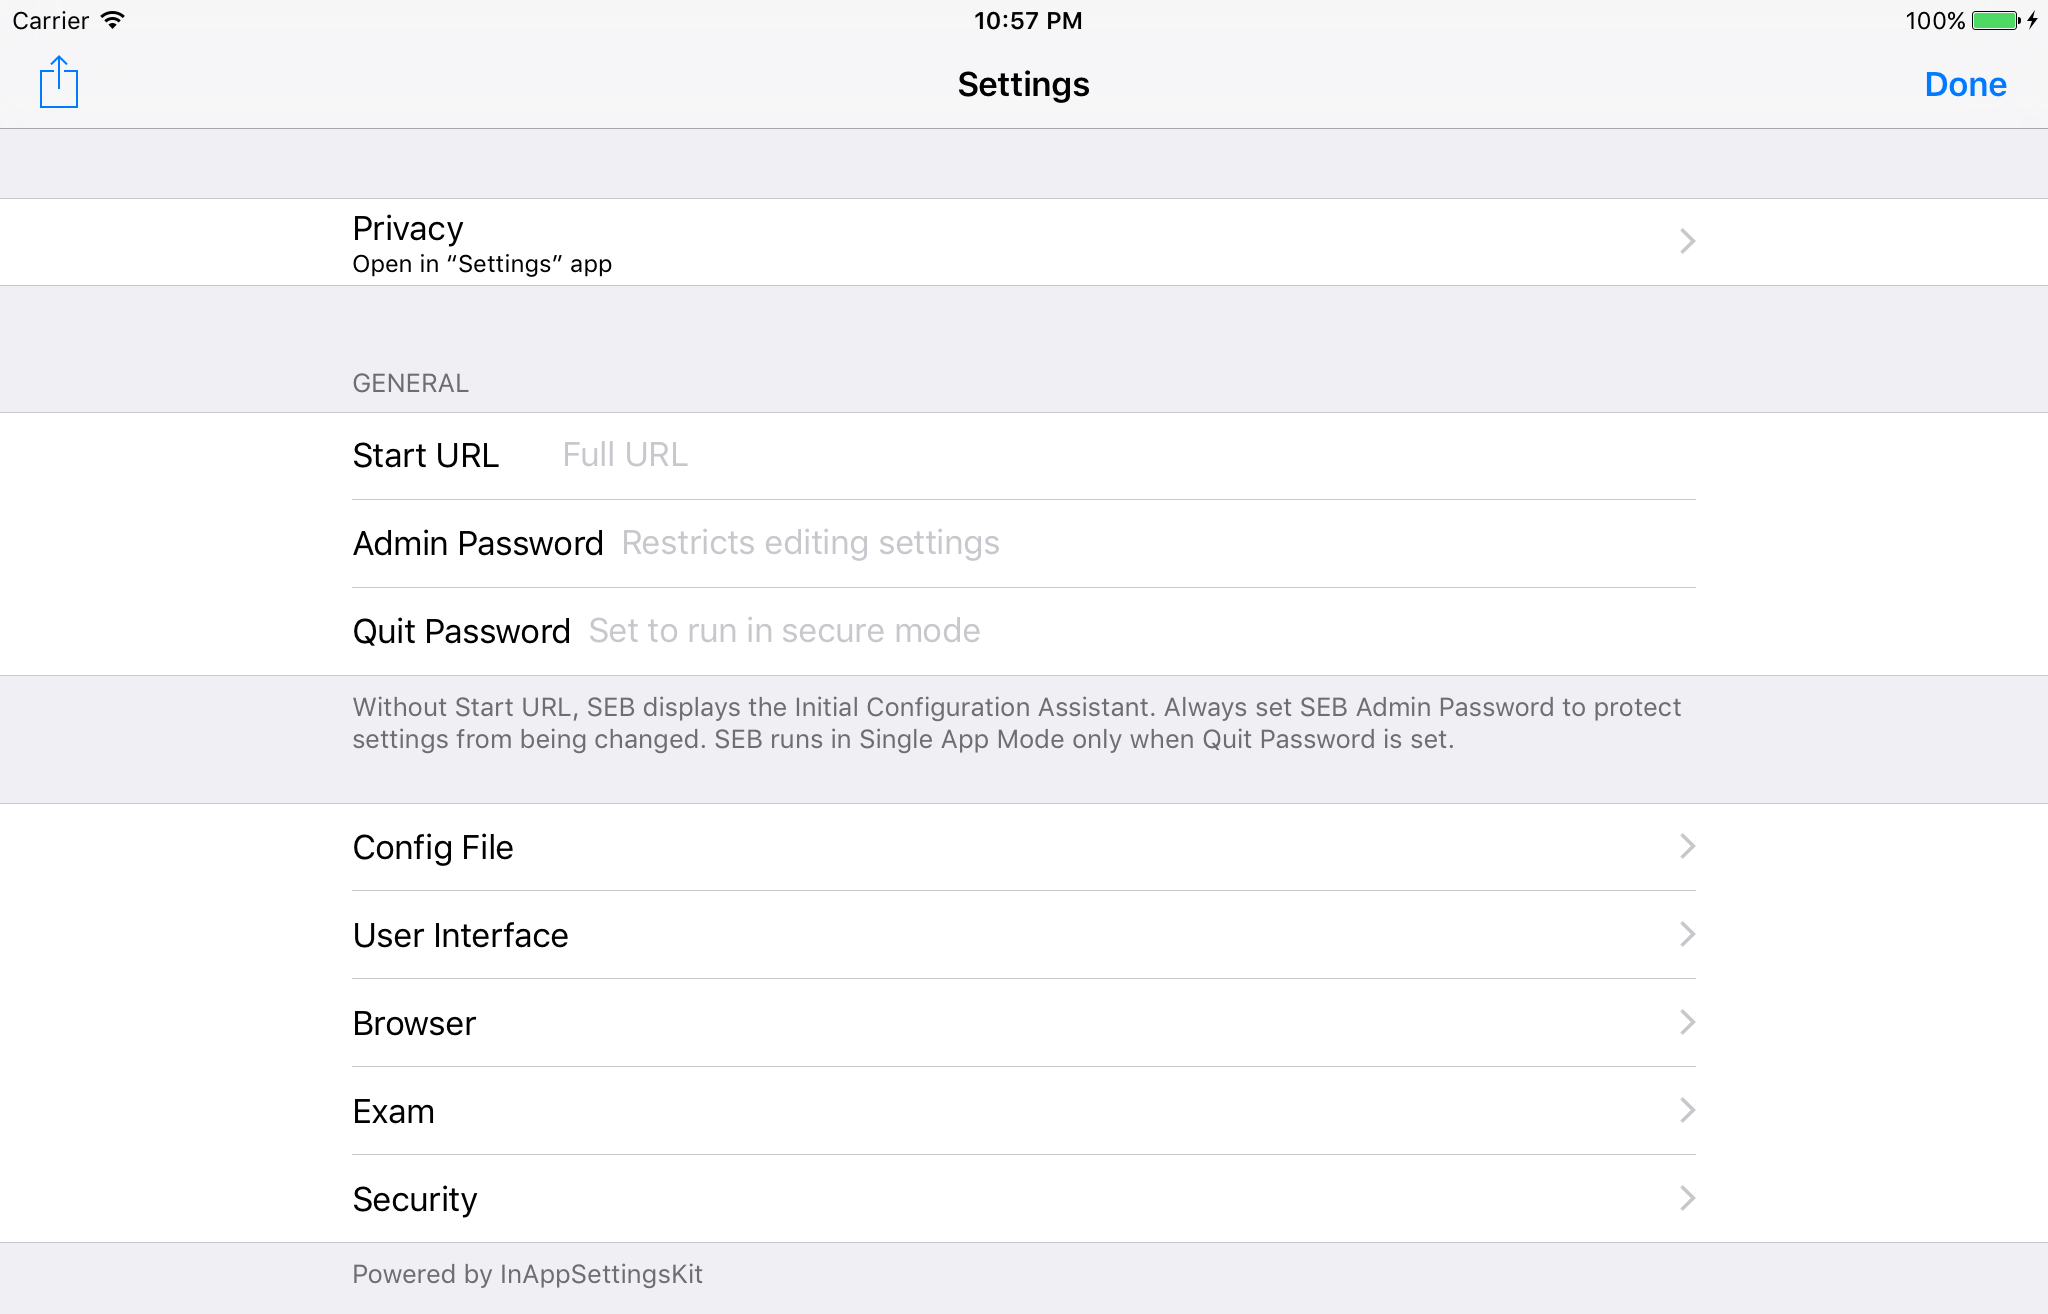 Carrier 10:57 PM 100%
Settings Done
Privacy
Open in “Settings” app
GENERAL
Start URL Full URL
Admin Password Restricts editing settings
Quit Password Set to run in secure mode
Without Start URL, SEB displays the Initial Configuration Assistant. Always set SEB Admin Password to protect
settings from being changed. SEB runs in Single App Mode only when Quit Password is set.
Config File
User Interface
Browser
Exam
Security
Powered by InAppSettingsKit